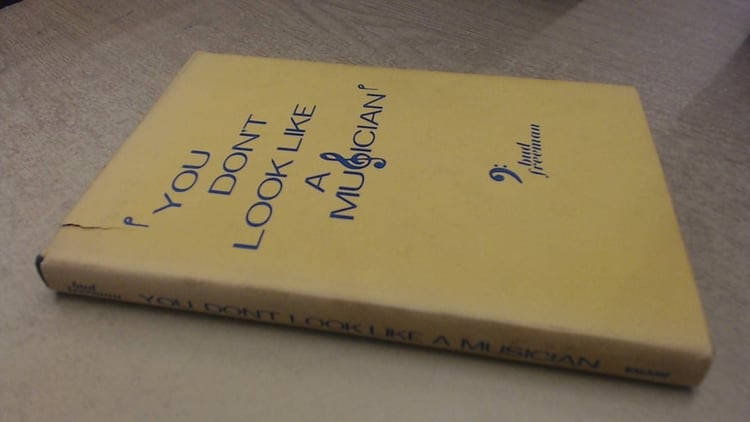 YOU
DON'T
LOOK LIKE
A
MUSICIAN
bud
freeman
bud
freeman
YOU DON'T LOOK LIKE A MUSICIAN
BALAMP